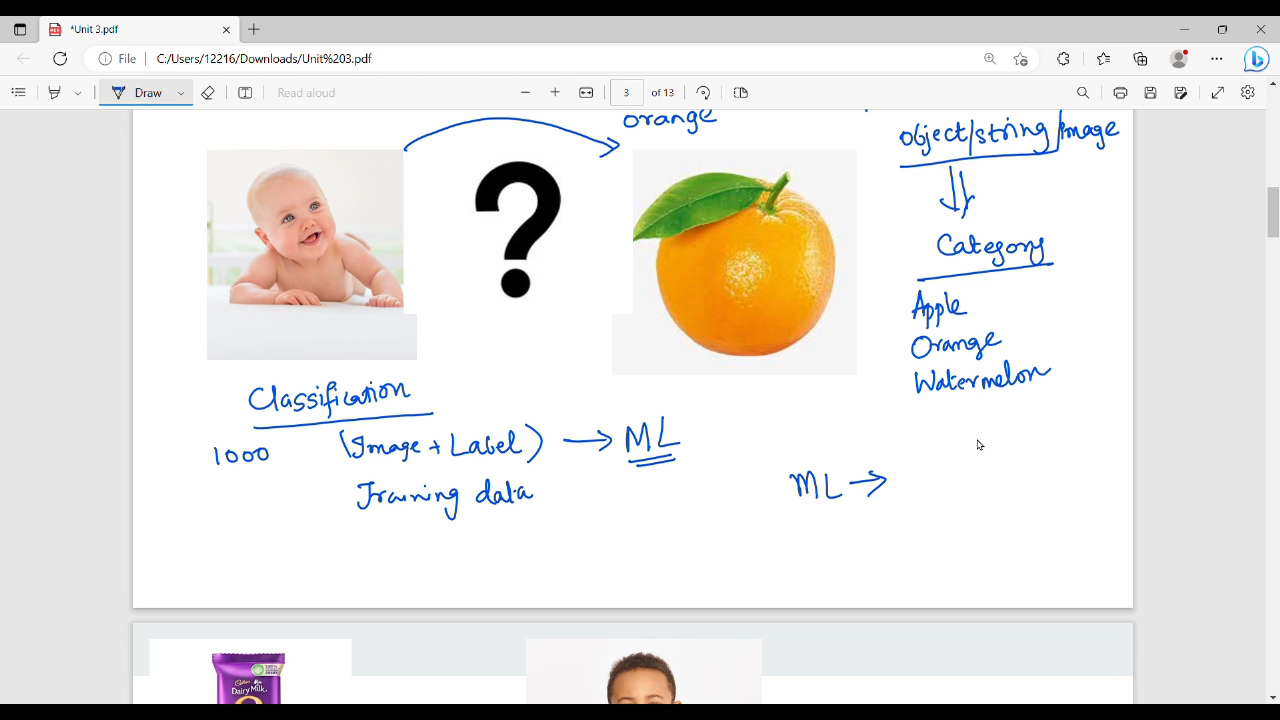 *Unit 3.pdf
File C:/Users/12216/Downloads/Unit%203.pdf
Draw Read aloud 3 of 13
orange
Object/string/Image
Category
Apple
Orange
Watermelon
Classification
1000 (Image + Label) → ML
Training data
ML →
Cadbury
Dairy Milk